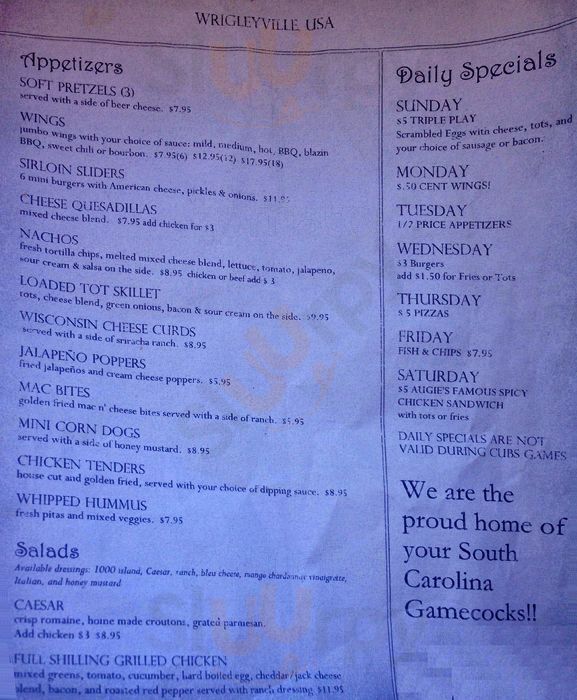 WRIGLEYVILLE USA
Appetizers
SOFT PRETZELS (3)
served with a side of beer cheese. $7.95
WINGS
jumbo wings with your choice of sauce: mild, medium, hot, BBQ, blazin
BBQ, sweet chili or bourbon. $7.95(6) $12.95(12) $17.95(18)
SIRLOIN SLIDERS
6 mini burgers with American cheese, pickles & onions.
CHEESE QUESADILLAS
mixed cheese blend. $7.95 add chicken for $3
NACHOS
fresh tortilla chips, melted mixed cheese blend, lettuce, tomato, jalapeno,
sour cream & salsa on the side. $8.95 chicken or beef add $ 3
LOADED TOT SKILLET
tots, cheese blend, green onions, bacon & sour cream on the side. $9.95
WISCONSIN CHEESE CURDS
served with a side of sriracha ranch. $8.95
JALAPEÑO POPPERS
fried jalapeños and cream cheese poppers. $5.95
MAC BITES
golden fried mac n' cheese bites served with a side of ranch. $5.95
MINI CORN DOGS
served with a side of honey mustard. $8.95
CHICKEN TENDERS
house cut and golden fried, served with your choice of dipping sauce. $8.95
WHIPPED HUMMUS
fresh pitas and mixed veggies. $7.95
Salads
Available dressings: 1000 island, Caesar, ranch, bleu cheese, mango chardonnay vinaigrette,
Italian, and honey mustard
CAESAR
crisp romaine, home made croutons, grated parmesan.
Add chicken $3 $8.95
FULL SHILLING GRILLED CHICKEN
mixed greens, tomato, cucumber, hard boiled egg, cheddar/jack cheese
blend, bacon, and roasted red pepper served with ranch dressing $11.95
Daily Specials
SUNDAY
$5 TRIPLE PLAY
Scrambled Eggs with cheese, tots, and
your choice of sausage or bacon.
MONDAY
$.50 CENT WINGS!
TUESDAY
1/2 PRICE APPETIZERS
WEDNESDAY
$3 Burgers
add $1.50 for Fries or Tots
THURSDAY
$ 5 PIZZAS
FRIDAY
FISH & CHIPS $7.95
SATURDAY
$5 AUGIE'S FAMOUS SPICY
CHICKEN SANDWICH
with tots or fries
DAILY SPECIALS ARE NOT
VALID DURING CUBS GAMES
We are the
proud home of
your South
Carolina
Gamecocks!!